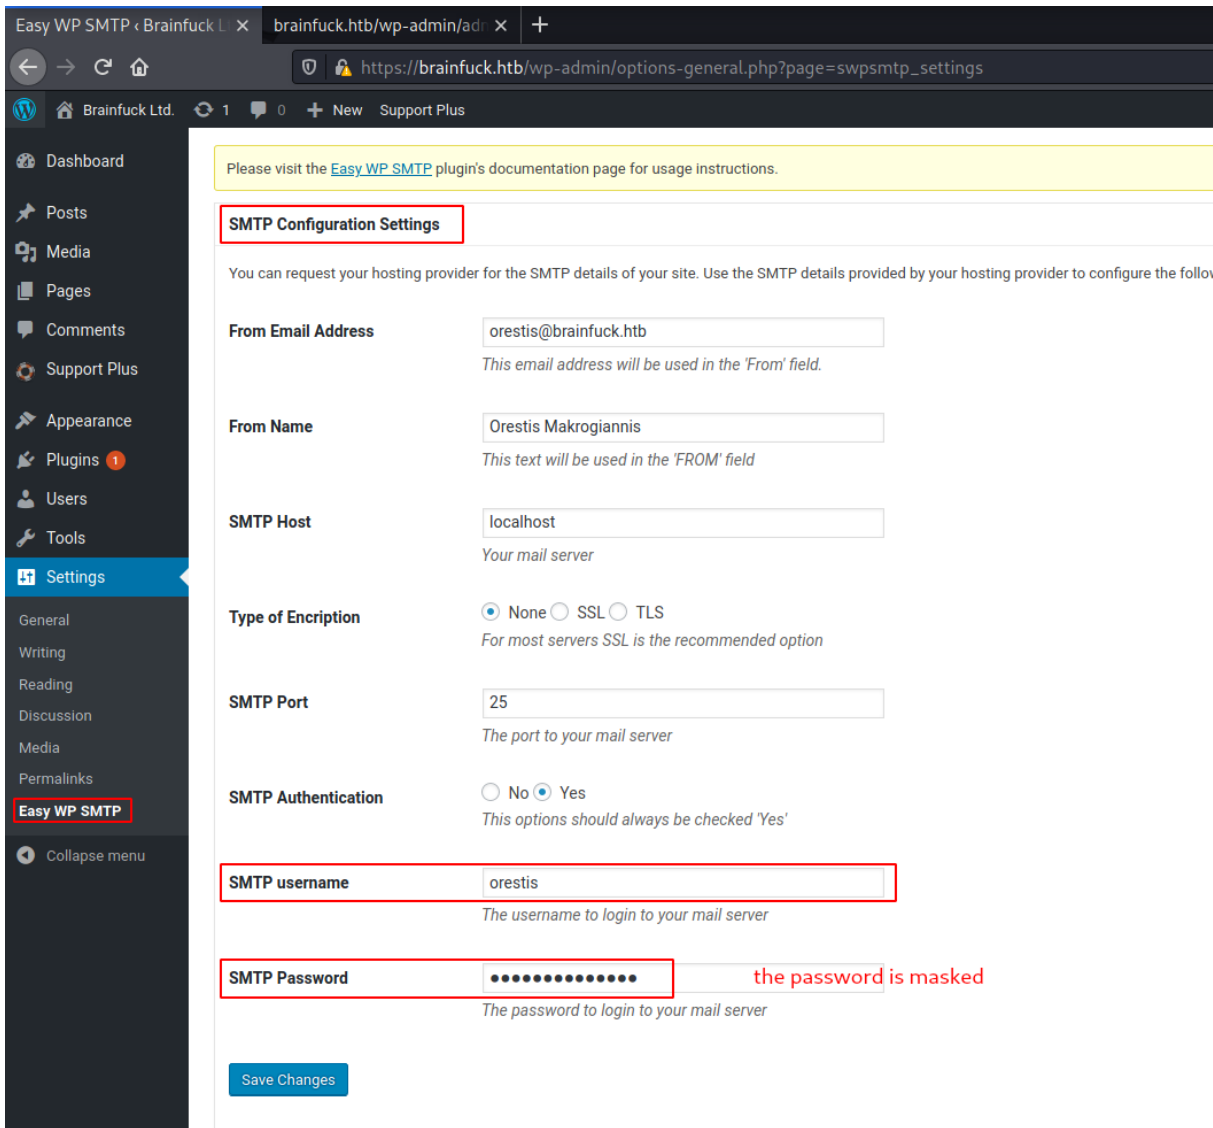 Easy WP SMTP ‹ Brainfuck L
brainfuck.htb/wp-admin/adn
https://brainfuck.htb/wp-admin/options-general.php?page=swpsmtp_settings
Brainfuck Ltd. 1 0 New Support Plus
Dashboard
Posts
Media
Pages
Comments
Support Plus
Appearance
Plugins 1
Users
Tools
Settings
General
Writing
Reading
Discussion
Media
Permalinks
Easy WP SMTP
Collapse menu
Please visit the Easy WP SMTP plugin's documentation page for usage instructions.
SMTP Configuration Settings
You can request your hosting provider for the SMTP details of your site. Use the SMTP details provided by your hosting provider to configure the follow
From Email Address orestis@brainfuck.htb
This email address will be used in the 'From' field.
From Name Orestis Makrogiannis
This text will be used in the 'FROM' field
SMTP Host localhost
Your mail server
Type of Encription None SSL TLS
For most servers SSL is the recommended option
SMTP Port 25
The port to your mail server
SMTP Authentication No Yes
This options should always be checked 'Yes'
SMTP username orestis
The username to login to your mail server
SMTP Password ●●●●●●●●●●●●●● the password is masked
The password to login to your mail server
Save Changes